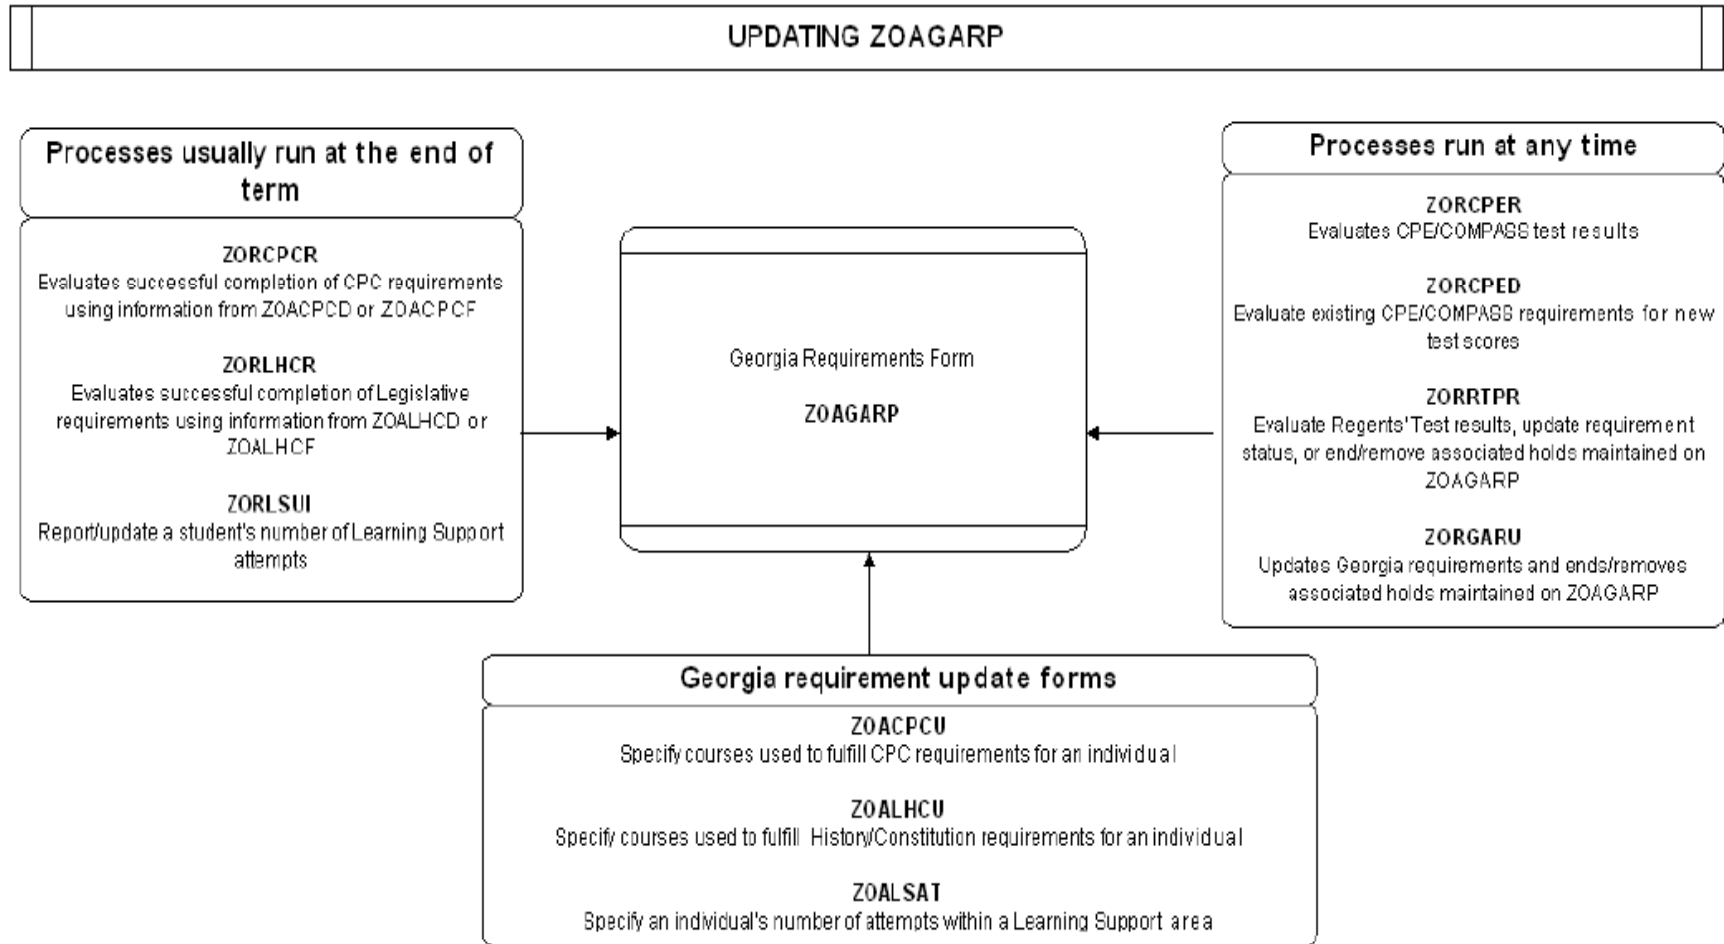 UPDATING ZOAGARP
Processes usually run at the end of
term
ZORCPCR
Evaluates successful completion of CPC requirements
using information from ZOACPCD or ZOACPCF
ZORLHCR
Evaluates successful completion of Legislative
requirements using information from ZOALHCD or
ZOALHCF
ZORLSUI
Report/update a student's number of Learning Support
attempts
Georgia Requirements Form
ZOAGARP
Processes run at any time
ZORCPER
Evaluates CPE/COMPASS test results
ZORCPED
Evaluate existing CPE/COMPASS requirements for new
test scores
ZORRTPR
Evaluate Regents' Test results, update requirement
status, or end/remove associated holds maintained on
ZOAGARP
ZORGARU
Updates Georgia requirements and ends/removes
associated holds maintained on ZOAGARP
Georgia requirement update forms
ZOACPCU
Specify courses used to fulfill CPC requirements for an individual
ZOALHCU
Specify courses used to fulfill History/Constitution requirements for an individual
ZOALSAT
Specify an individual's number of attempts within a Learning Support area